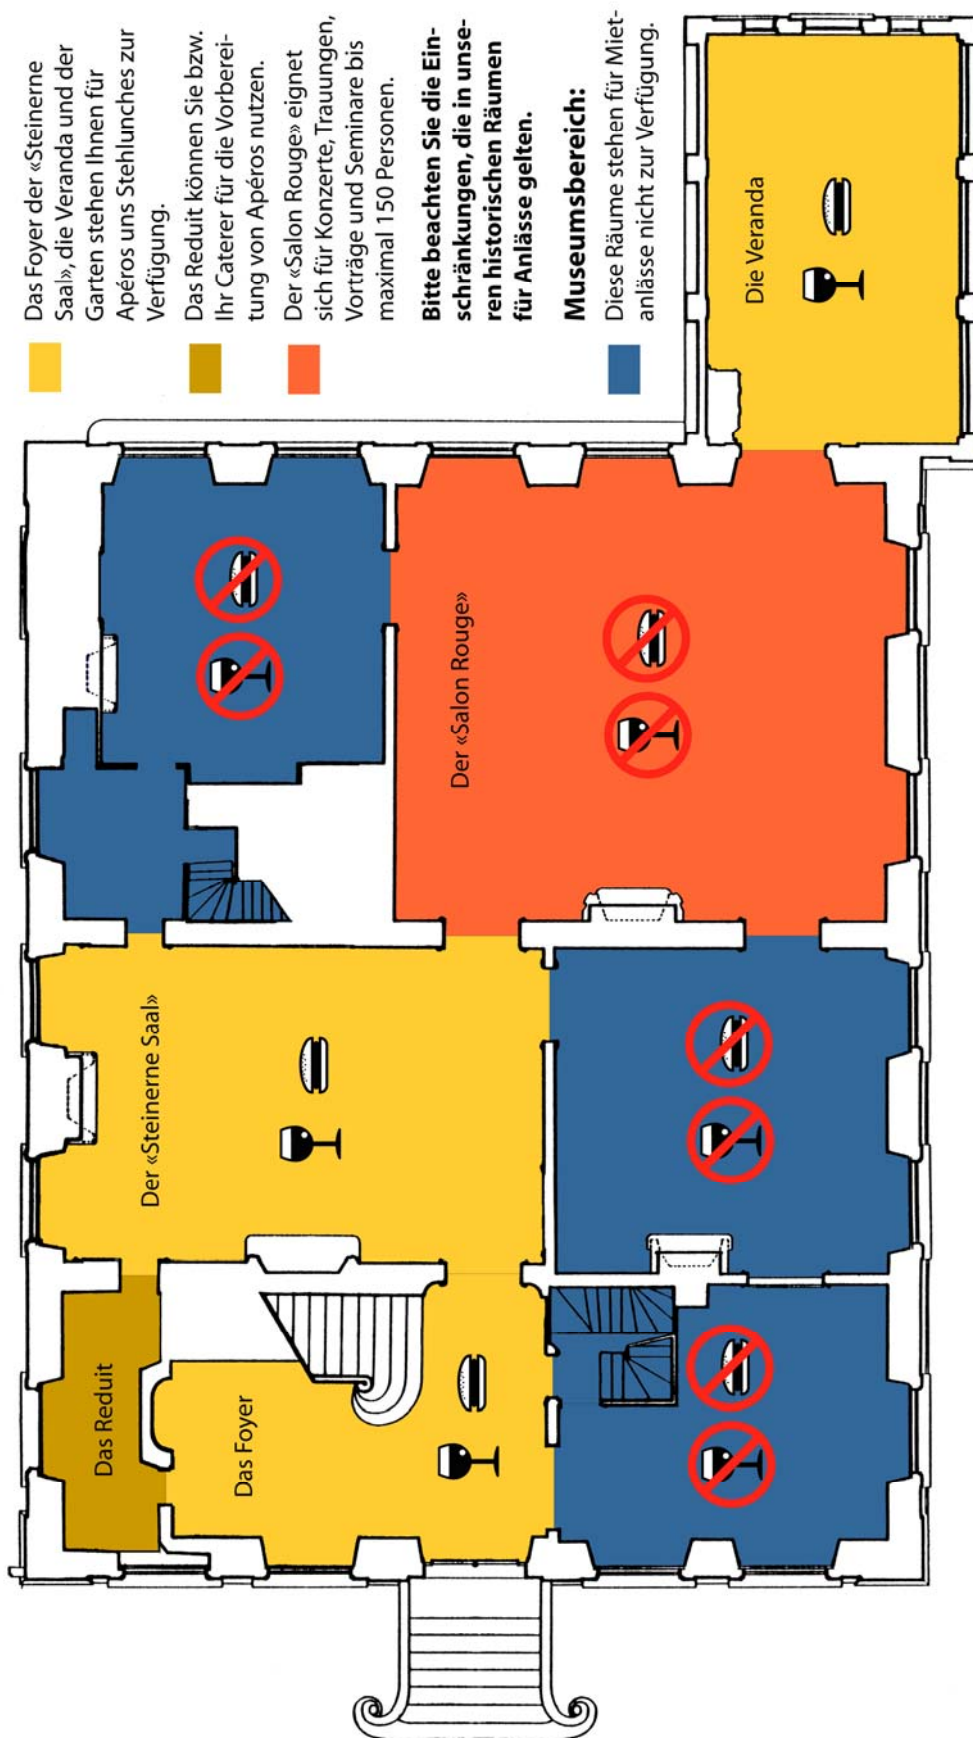 Das Foyer der «Steinerne
Saal», die Veranda und der
Garten stehen Ihnen für
Apéros uns Stehlunches zur
Verfügung.
Das Reduit können Sie bzw.
Ihr Caterer für die Vorberei-
tung von Apéros nutzen.
Der «Salon Rouge» eignet
sich für Konzerte, Trauungen,
Vorträge und Seminare bis
maximal 150 Personen.
Bitte beachten Sie die Ein-
schränkungen, die in unse-
ren historischen Räumen
für Anlässe gelten.
Museumsbereich:
Diese Räume stehen für Miet-
anlässe nicht zur Verfügung.
Das Reduit
Das Foyer
Der «Steinerne Saal»
Der «Salon Rouge»
Die Veranda